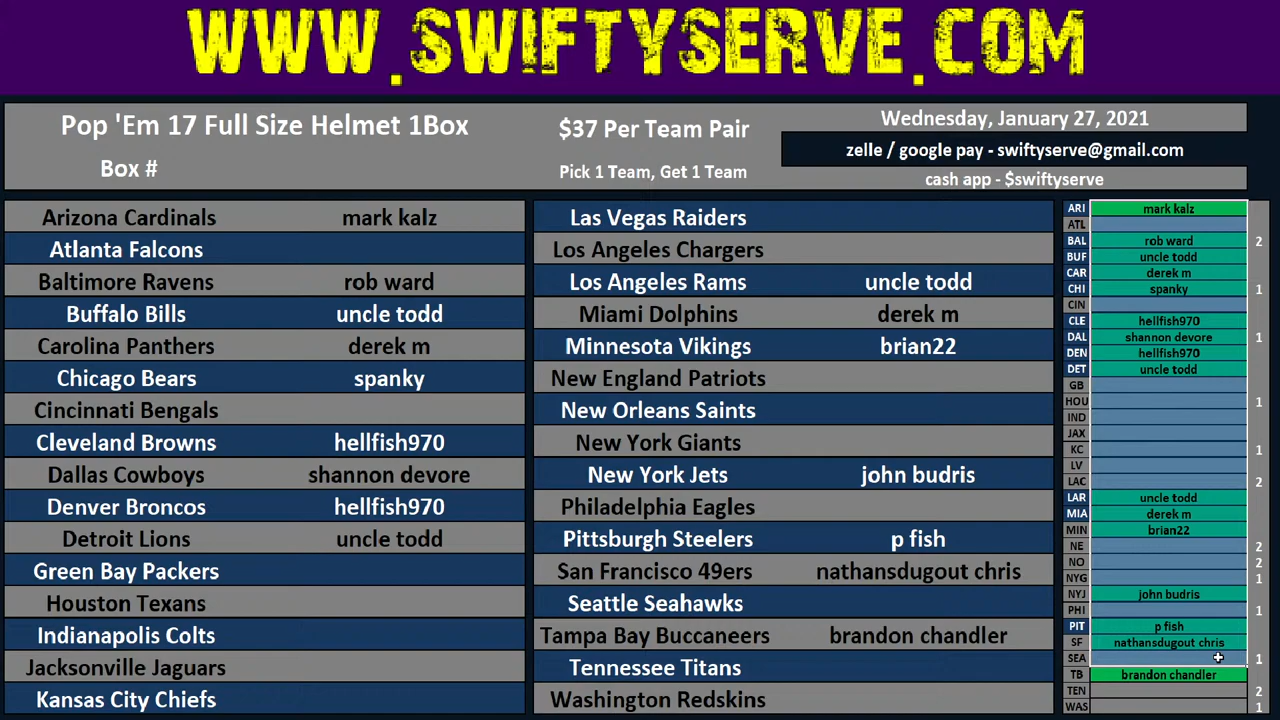 WWW.SWIFTYSERVE.COM
Pop 'Em 17 Full Size Helmet 1Box
Box #
$37 Per Team Pair
Pick 1 Team, Get 1 Team
Wednesday, January 27, 2021
zelle / google pay - swiftyserve@gmail.com
cash app - $swiftyserve
Arizona Cardinals mark kalz
Atlanta Falcons
Baltimore Ravens rob ward
Buffalo Bills uncle todd
Carolina Panthers derek m
Chicago Bears spanky
Cincinnati Bengals
Cleveland Browns hellfish970
Dallas Cowboys shannon devore
Denver Broncos hellfish970
Detroit Lions uncle todd
Green Bay Packers
Houston Texans
Indianapolis Colts
Jacksonville Jaguars
Kansas City Chiefs
Las Vegas Raiders
Los Angeles Chargers
Los Angeles Rams uncle todd
Miami Dolphins derek m
Minnesota Vikings brian22
New England Patriots
New Orleans Saints
New York Giants
New York Jets john budris
Philadelphia Eagles
Pittsburgh Steelers p fish
San Francisco 49ers nathansdugout chris
Seattle Seahawks
Tampa Bay Buccaneers brandon chandler
Tennessee Titans
Washington Redskins
ARI mark kalz
ATL
BAL rob ward 2
BUF uncle todd
CAR derek m
CHI spanky 1
CIN
CLE hellfish970
DAL shannon devore 1
DEN hellfish970
DET uncle todd
GB
HOU 1
IND
JAX
KC 1
LV
LAC 2
LAR uncle todd
MIA derek m
MIN brian22
NE 2
NO 2
NYG 1
NYJ john budris
PHI 1
PIT p fish
SF nathansdugout chris
SEA 1
TB brandon chandler
TEN 2
WAS 1